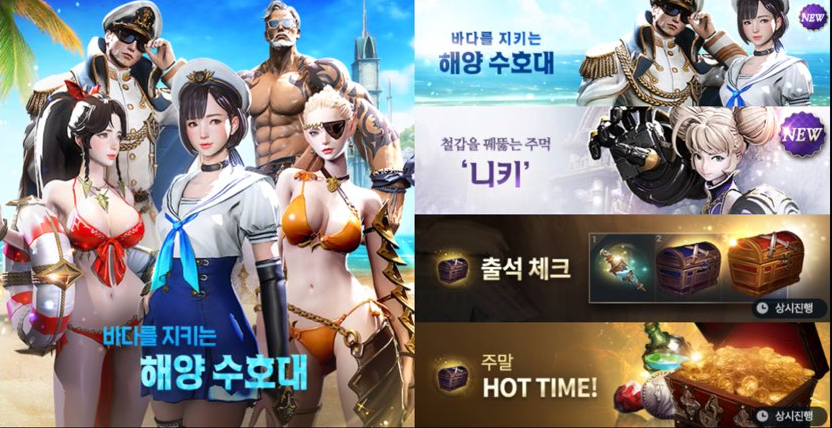 바다를 지키는
해양 수호대
바다를 지키는
해양 수호대
NEW
철갑을 꿰뚫는 주먹
‘니키’
NEW
출석 체크
1
2
상시진행
주말
HOT TIME!
상시진행